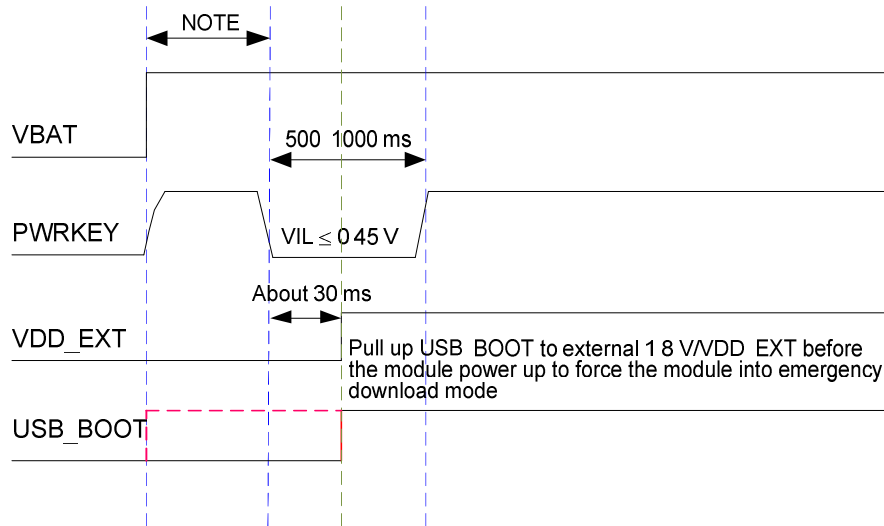 NOTE
VBAT
500 1000 ms
PWRKEY
VIL ≤ 0 45 V
About 30 ms
VDD_EXT
Pull up USB BOOT to external 1 8 V/VDD EXT before
the module power up to force the module into emergency
download mode
USB_BOOT